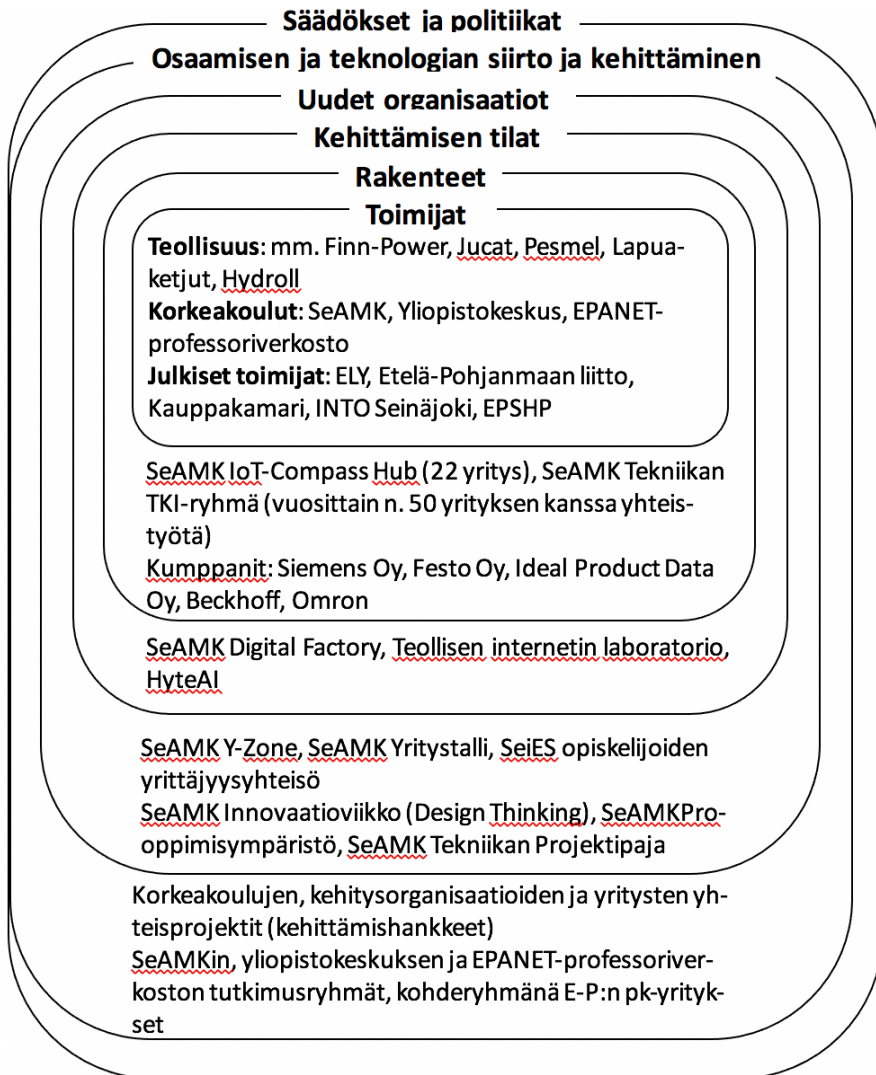 Säädökset ja politiikat
Osaamisen ja teknologian siirto ja kehittäminen
Uudet organisaatiot
Kehittämisen tilat
Rakenteet
Toimijat
Teollisuus: mm. Finn-Power, Jucat, Pesmel, Lapua-
ketjut, Hydroll
Korkeakoulut: SeAMK, Yliopistokeskus, EPANET-
professoriverkosto
Julkiset toimijat: ELY, Etelä-Pohjanmaan liitto,
Kauppakamari, INTO Seinäjoki, EPSHP
SeAMK IoT-Compass Hub (22 yritys), SeAMK Tekniikan
TKI-ryhmä (vuosittain n. 50 yrityksen kanssa yhteis-
työtä)
Kumppanit: Siemens Oy, Festo Oy, Ideal Product Data
Oy, Beckhoff, Omron
SeAMK Digital Factory, Teollisen internetin laboratorio,
HyteAI
SeAMK Y-Zone, SeAMK Yritystalli, SeiES opiskelijoiden
yrittäjyysyhteisö
SeAMK Innovaatioviikko (Design Thinking), SeAMKPro-
oppimisympäristö, SeAMK Tekniikan Projektipaja
Korkeakoulujen, kehitysorganisaatioiden ja yritysten yh-
teisprojektit (kehittämishankkeet)
SeAMKin, yliopistokeskuksen ja EPANET-professoriver-
koston tutkimusryhmät, kohderyhmänä E-P:n pk-yrityk-
set